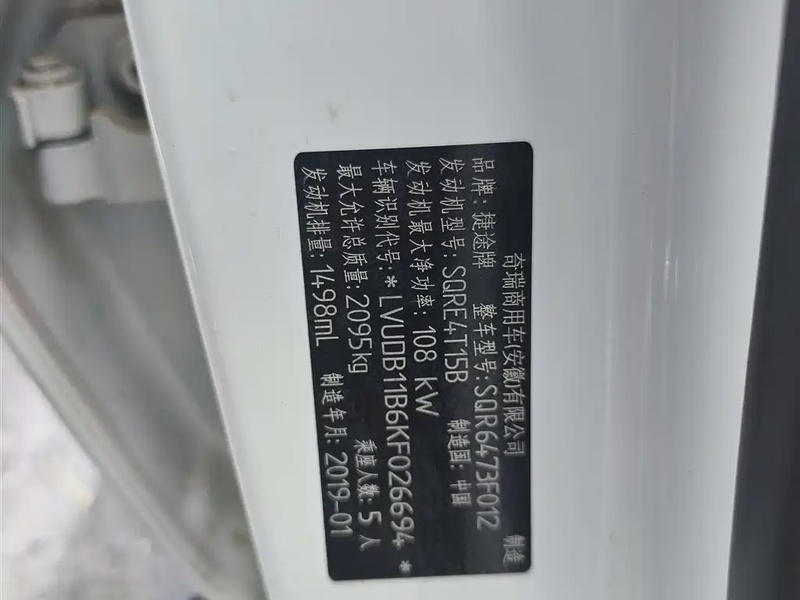 奇瑞商用车(安徽)有限公司 制造
品牌:捷途牌 整车型号:SQR6473F012
发动机型号:SQRE4T15B 制造国:中国
发动机最大净功率:108 kW
车辆识别代号:*LVUDB11B6KF026694*
最大允许总质量:2095kg 乘座人数:5人
发动机排量:1498mL 制造年月:2019-01